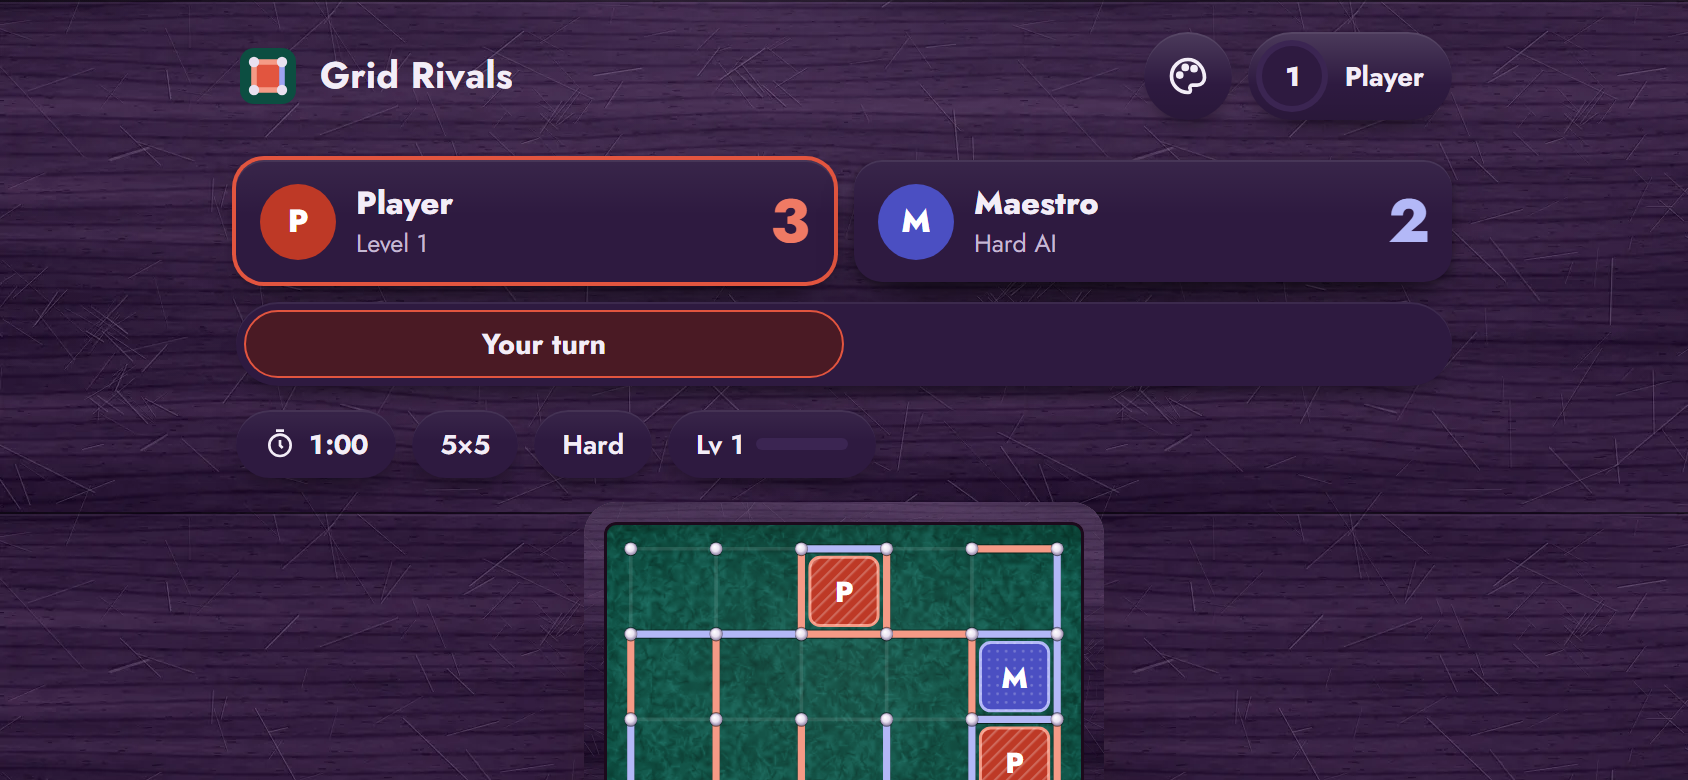 Grid Rivals
1 Player
P Player 3
Level 1
M Maestro 2
Hard AI
Your turn
1:00 5×5 Hard Lv 1
P
M
P